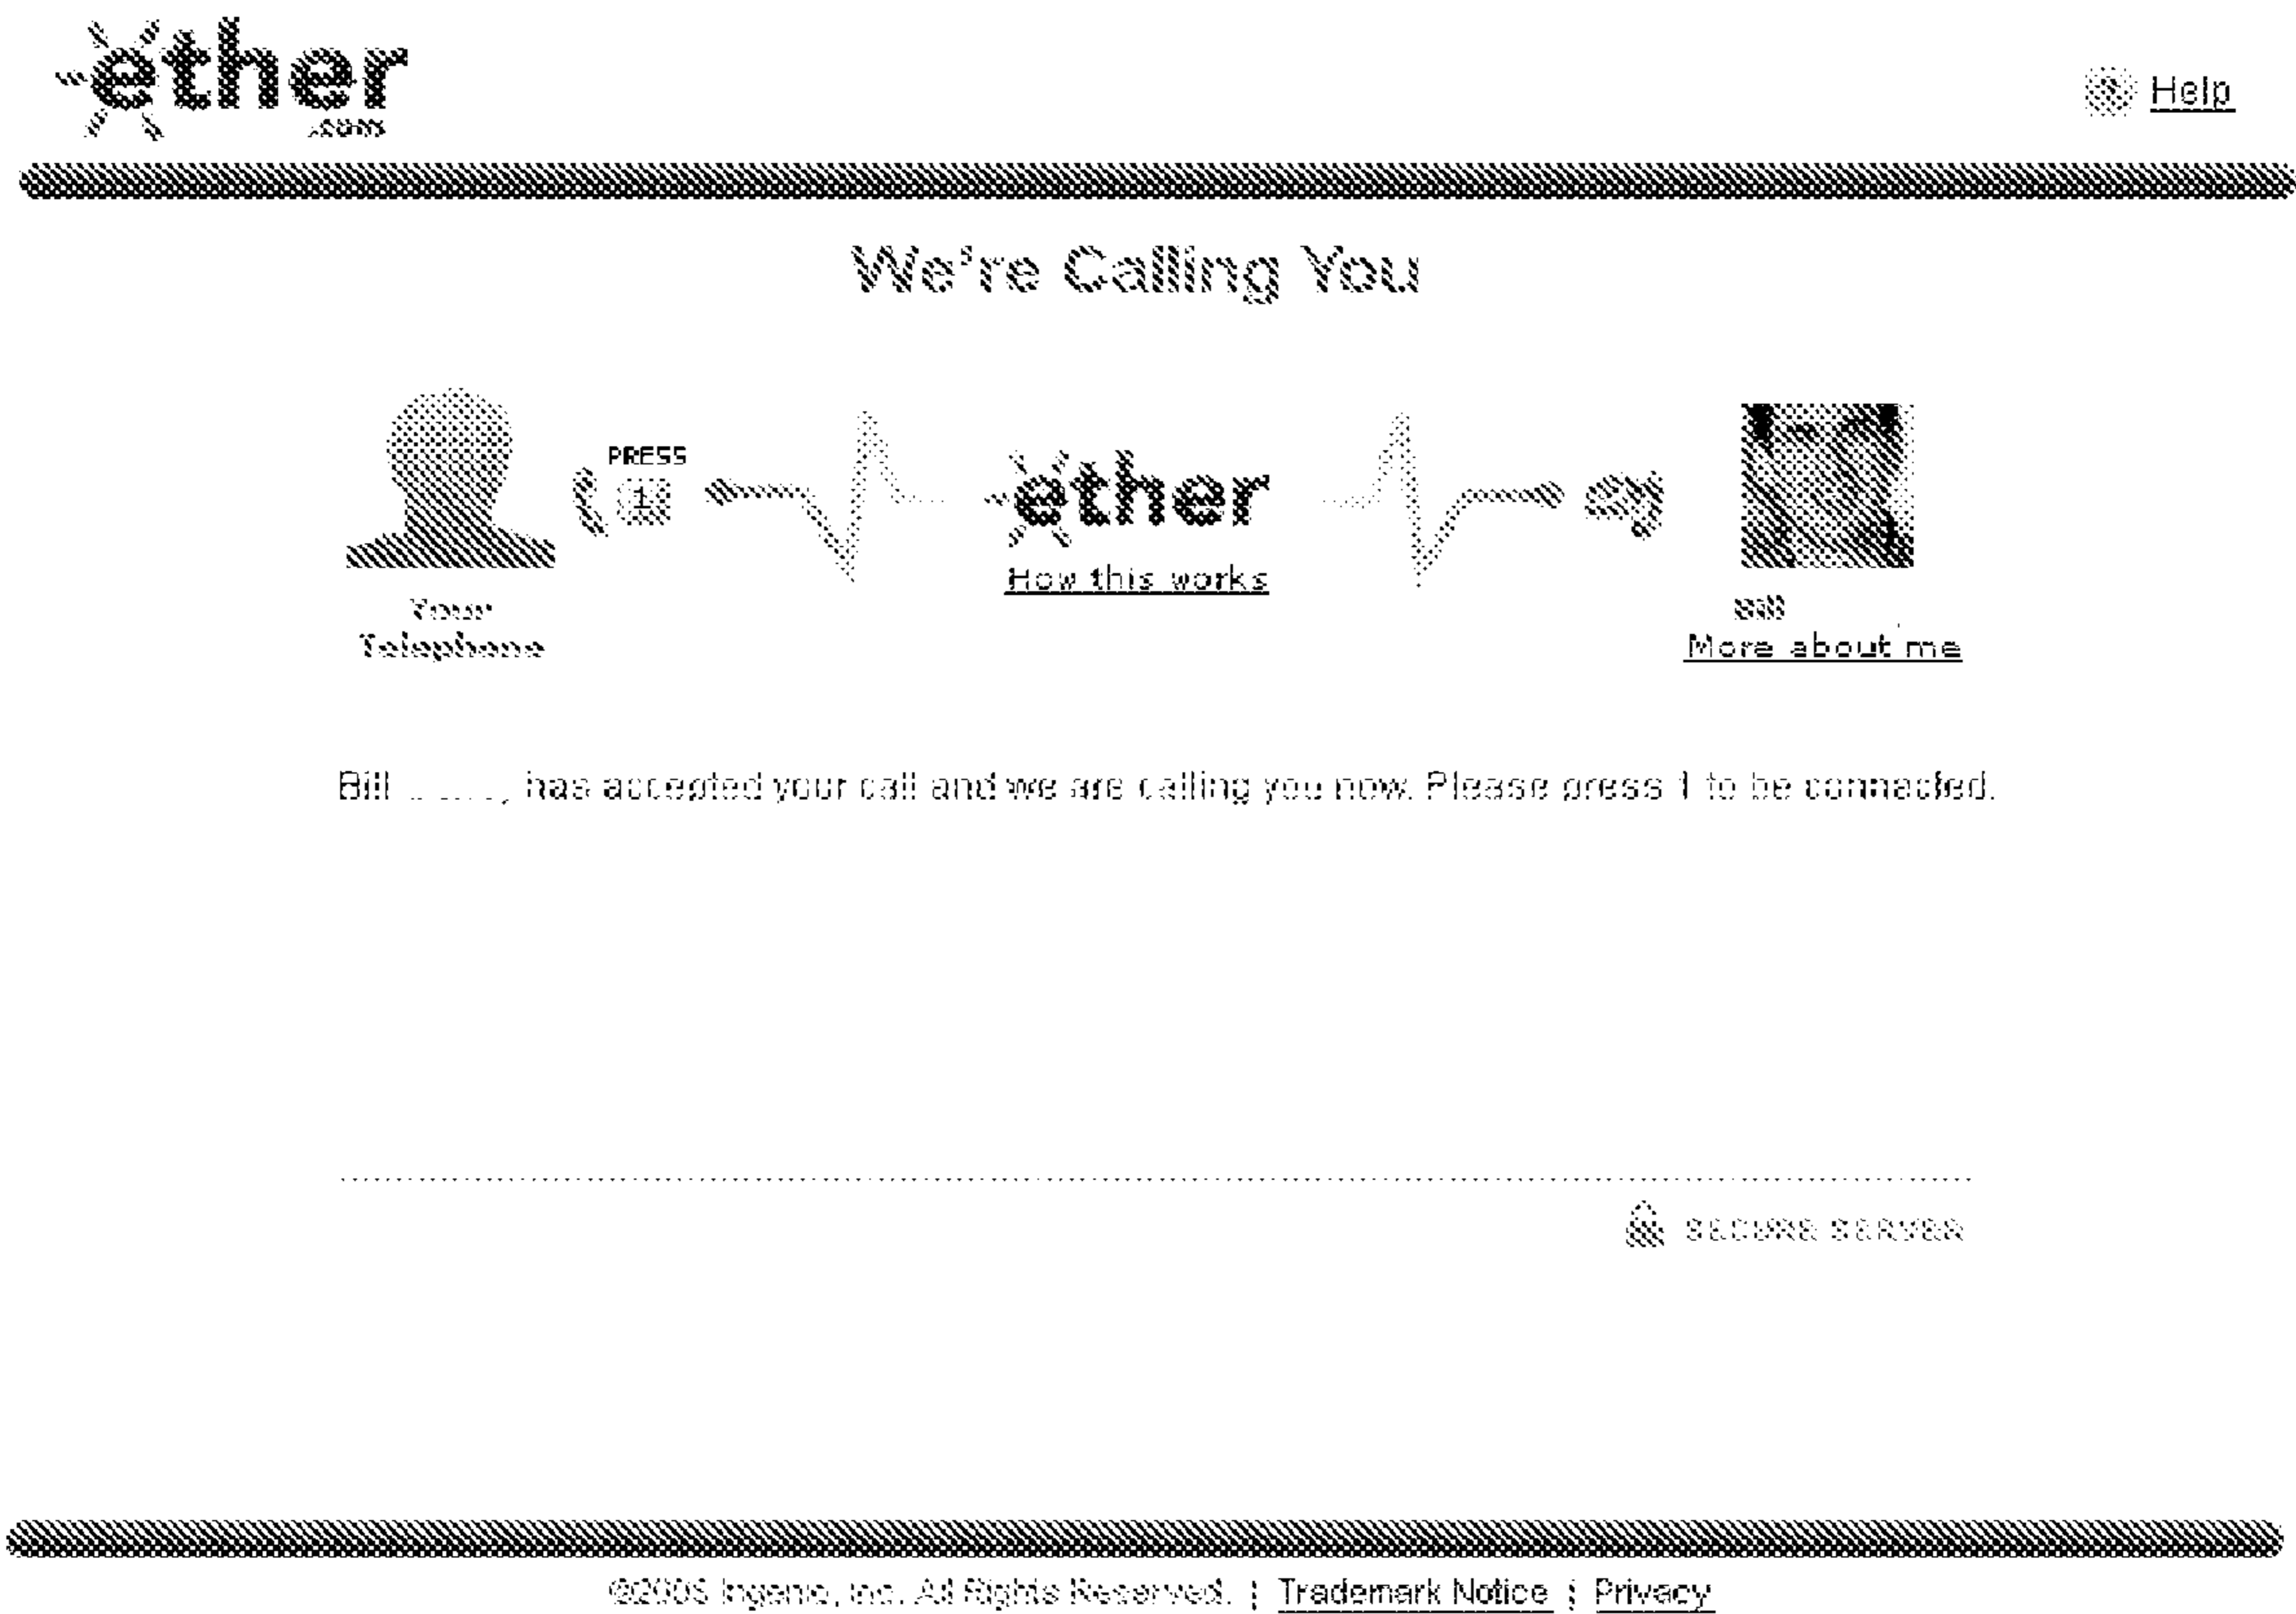 ether
.com
Help
We're Calling You
PRESS
1
ether
How this works
Your
Telephone
Bill
More about me
Bill has accepted your call and we are calling you now. Please press 1 to be connected.
SECURE SERVER
©2005 Ingenio, Inc. All Rights Reserved. | Trademark Notice | Privacy